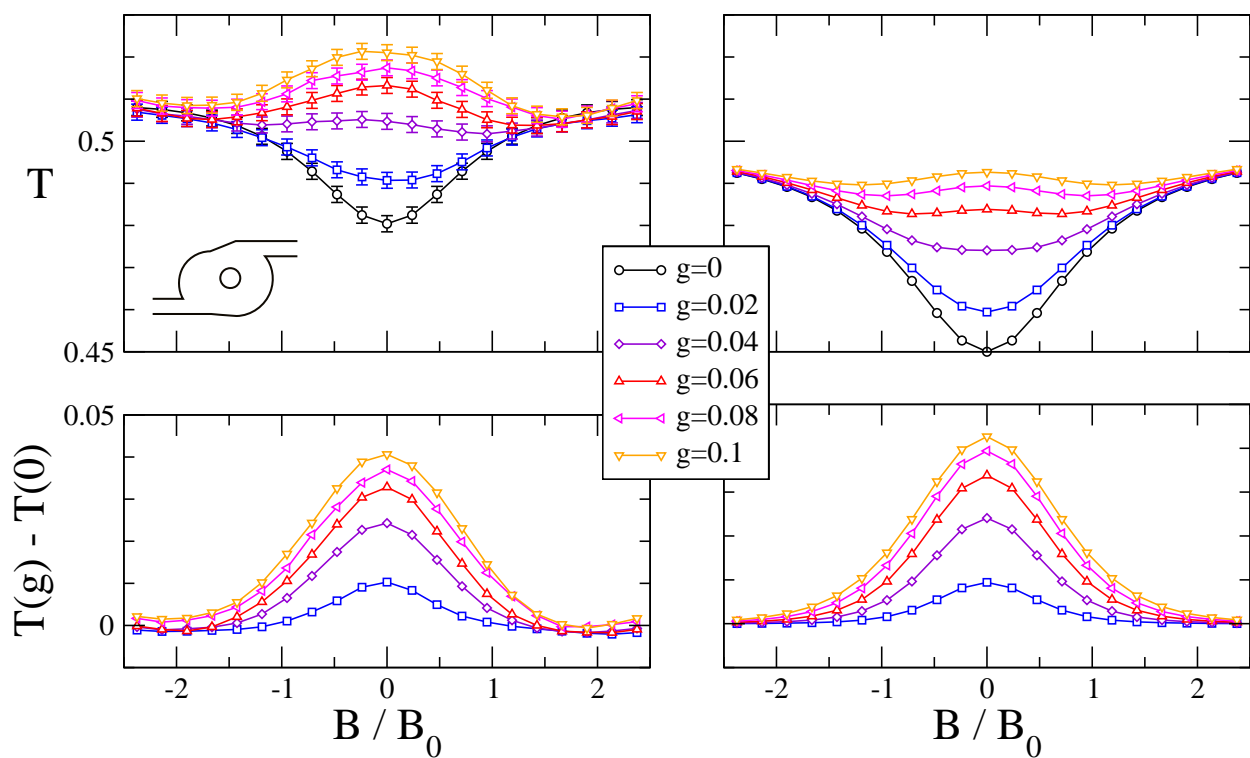 T
0.5
0.45
g=0
g=0.02
g=0.04
g=0.06
g=0.08
g=0.1
T(g) - T(0)
0.05
0
-2 -1 0 1 2
-2 -1 0 1 2
B / B0
B / B0